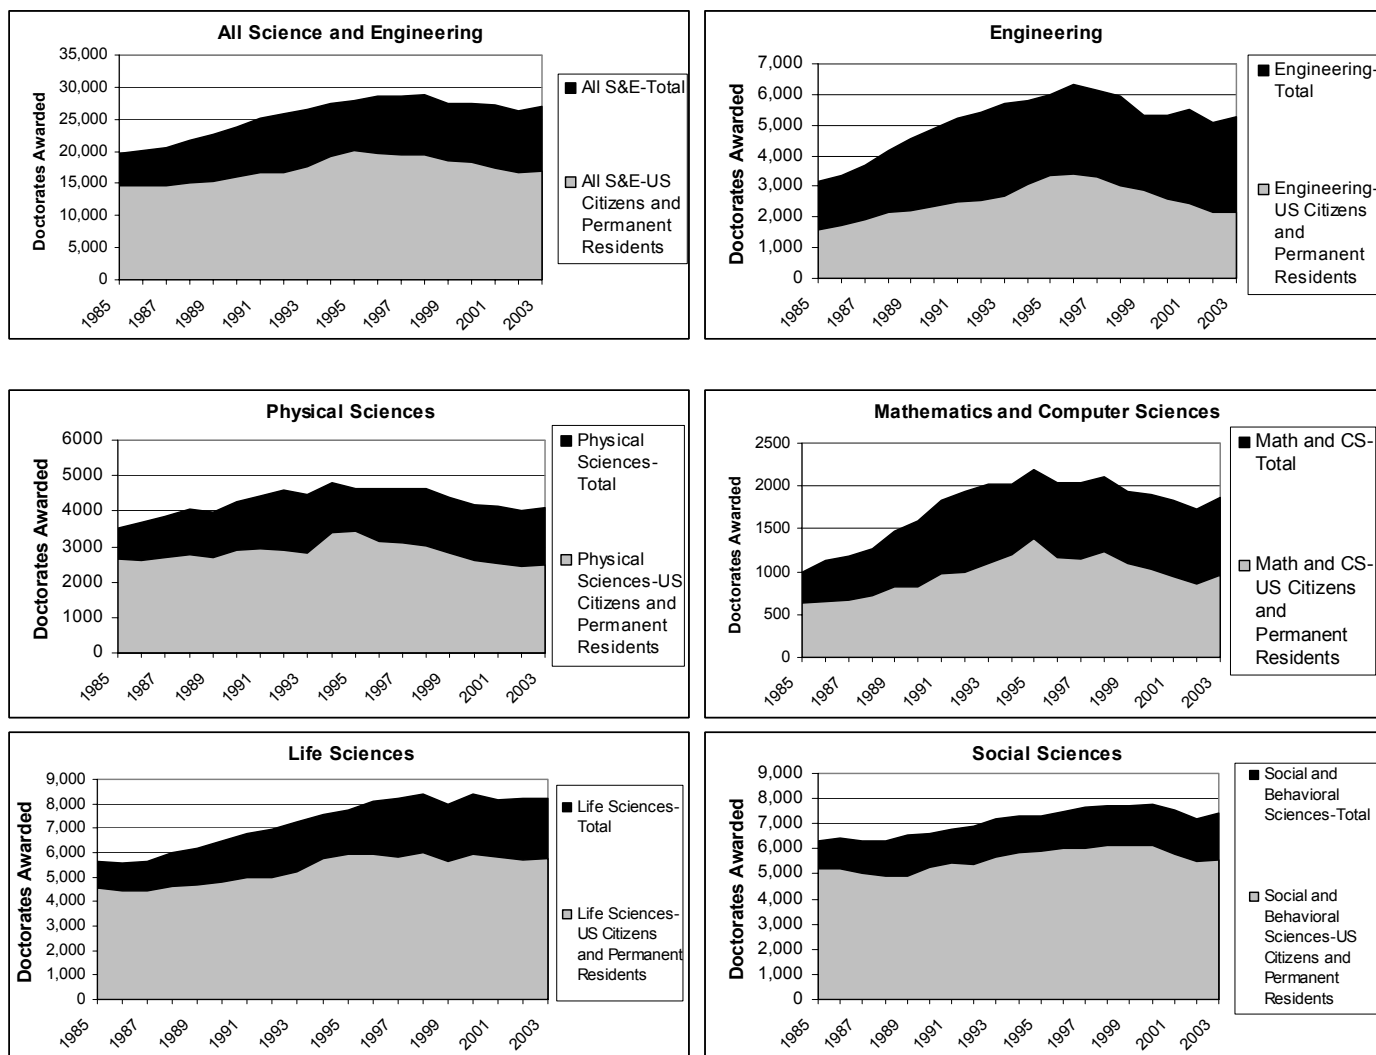 All Science and Engineering
Doctorates Awarded
35,000
30,000
25,000
20,000
15,000
10,000
5,000
0
1985
1987
1989
1991
1993
1995
1997
1999
2001
2003
All S&E-Total
All S&E-US
Citizens and
Permanent
Residents
Engineering
Doctorates Awarded
7,000
6,000
5,000
4,000
3,000
2,000
1,000
0
1985
1987
1989
1991
1993
1995
1997
1999
2001
2003
Engineering-
Total
Engineering-
US Citizens
and
Permanent
Residents
Physical Sciences
Doctorates Awarded
6000
5000
4000
3000
2000
1000
0
1985
1987
1989
1991
1993
1995
1997
1999
2001
2003
Physical
Sciences-
Total
Physical
Sciences-US
Citizens and
Permanent
Residents
Mathematics and Computer Sciences
Doctorates Awarded
2500
2000
1500
1000
500
0
1985
1987
1989
1991
1993
1995
1997
1999
2001
2003
Math and CS-
Total
Math and CS-
US Citizens
and
Permanent
Residents
Life Sciences
Doctorates Awarded
9,000
8,000
7,000
6,000
5,000
4,000
3,000
2,000
1,000
0
1985
1987
1989
1991
1993
1995
1997
1999
2001
2003
Life Sciences-
Total
Life Sciences-
US Citizens
and Permanent
Residents
Social Sciences
Doctorates Awarded
9,000
8,000
7,000
6,000
5,000
4,000
3,000
2,000
1,000
0
1985
1987
1989
1991
1993
1995
1997
1999
2001
2003
Social and
Behavioral
Sciences-Total
Social and
Behavioral
Sciences-US
Citizens and
Permanent
Residents